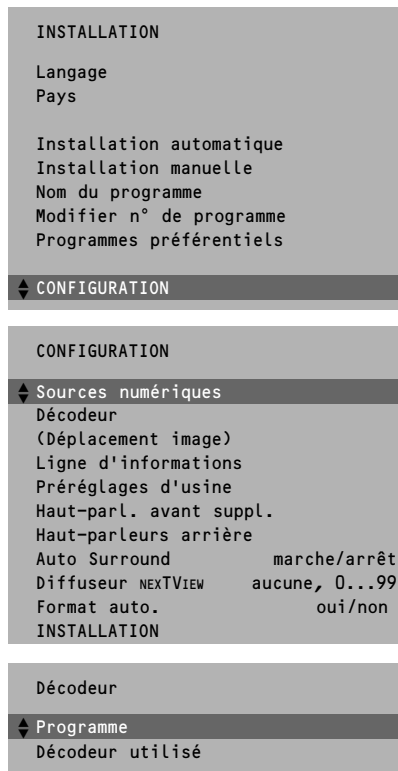 INSTALLATION
Langage
Pays
Installation automatique
Installation manuelle
Nom du programme
Modifier n° de programme
Programmes préférentiels
CONFIGURATION
CONFIGURATION
Sources numériques
Décodeur
(Déplacement image)
Ligne d'informations
Préréglages d'usine
Haut-parl. avant suppl.
Haut-parleurs arrière
Auto Surround marche/arrêt
Diffuseur NEXTVIEW aucune, 0...99
Format auto. oui/non
INSTALLATION
Décodeur
Programme
Décodeur utilisé